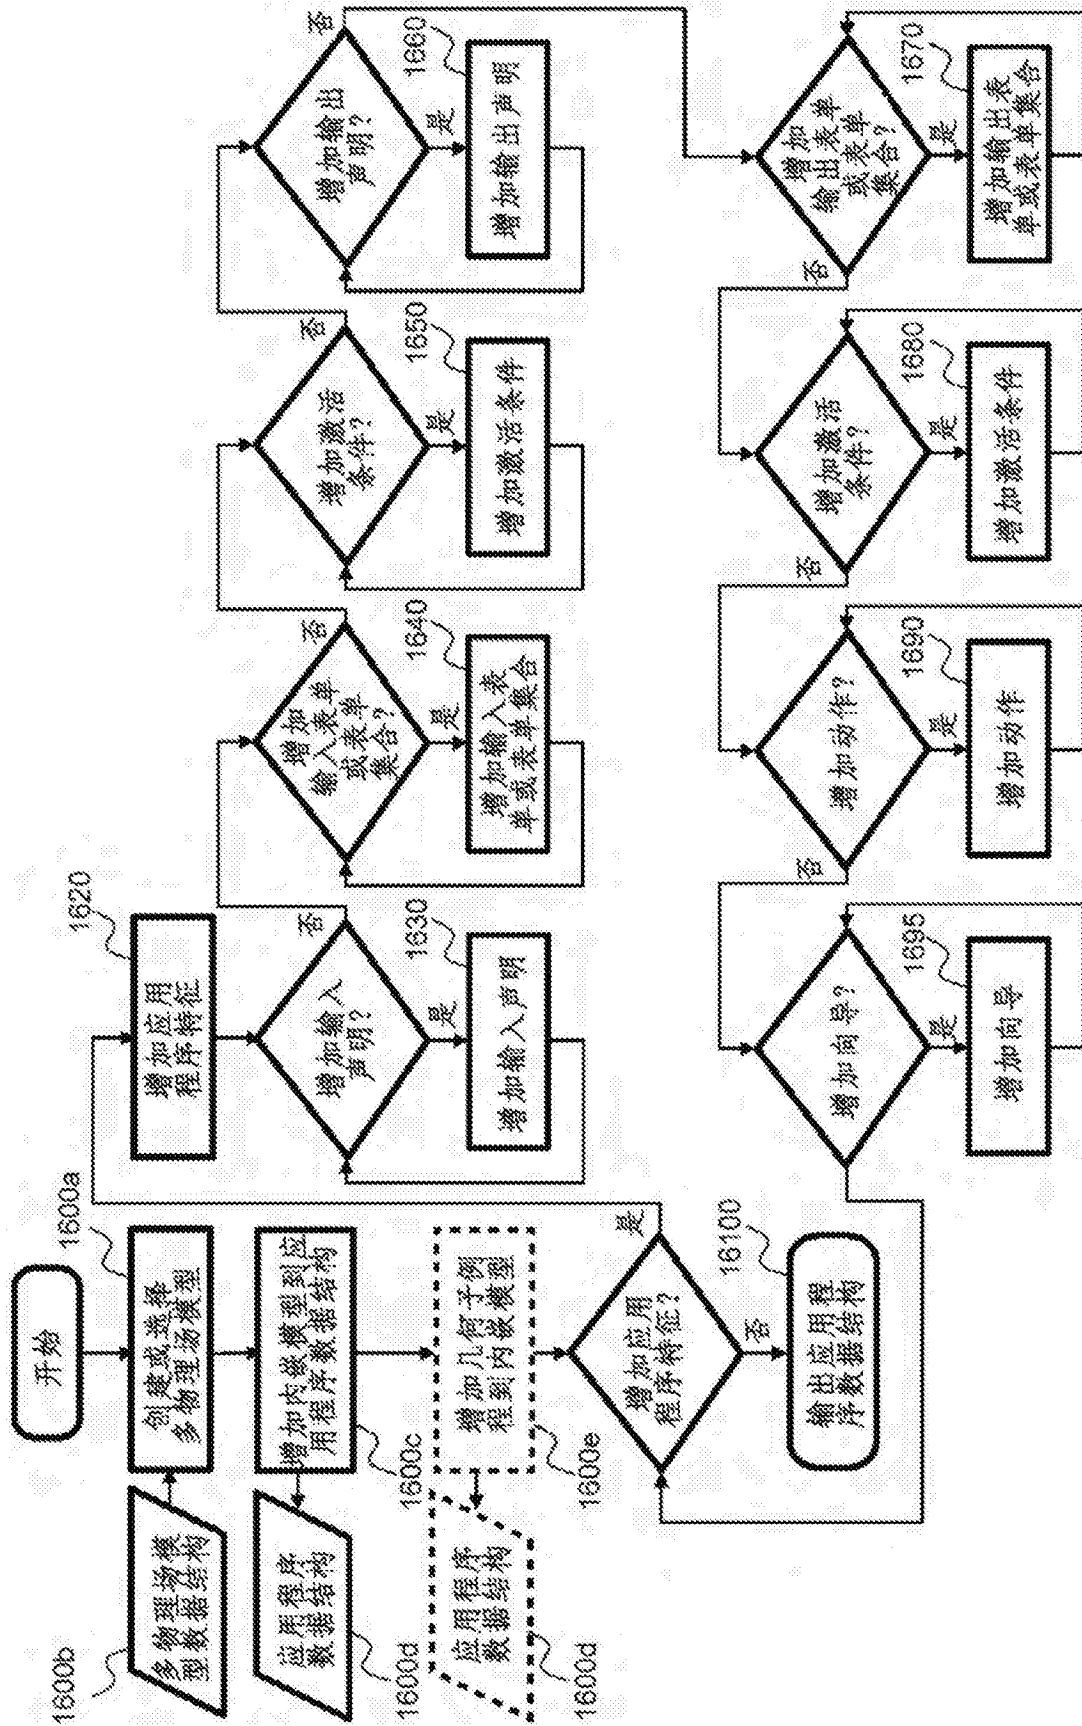 开始
创建或选择
多物理场模型
1600a
多物理场模
型数据结构
1600b
增加内嵌模型到应
用程序数据结构
1600c
应用程序
数据结构
1600d
增加几何子例
程到内嵌模型
1600e
应用程序
数据结构
1600d
增加应用
程序特征？
是
否
输出应用程
序数据结构
16100
增加应用
程序特征
1620
增加输入
声明？
否
是
增加输入声明
1630
增加
输入表单
或表单
集合？
否
是
增加输入表
单或表单集合
1640
增加激活
条件？
否
是
增加激活条件
1650
增加输出
声明？
否
是
增加输出声明
1660
增加
输出表单
或表单
集合？
否
是
增加输出表
单或表单集合
1670
增加激活
条件？
否
是
增加激活条件
1680
增加动作？
否
是
增加动作
1690
增加向导？
是
增加向导
1695